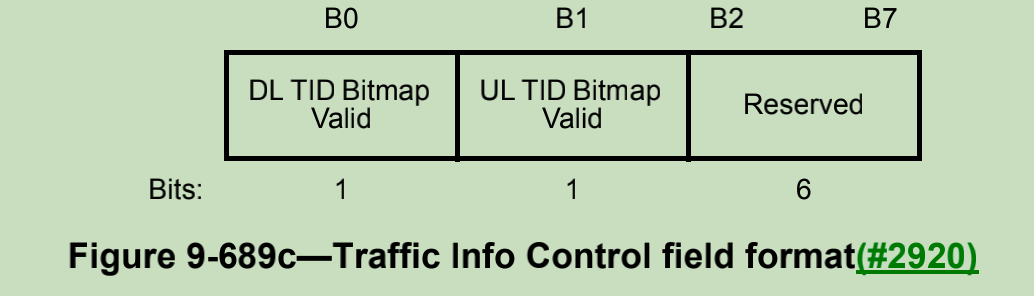 B0 B1 B2 B7
DL TID Bitmap Valid UL TID Bitmap Valid Reserved
Bits: 1 1 6
Figure 9-689c—Traffic Info Control field format(#2920)